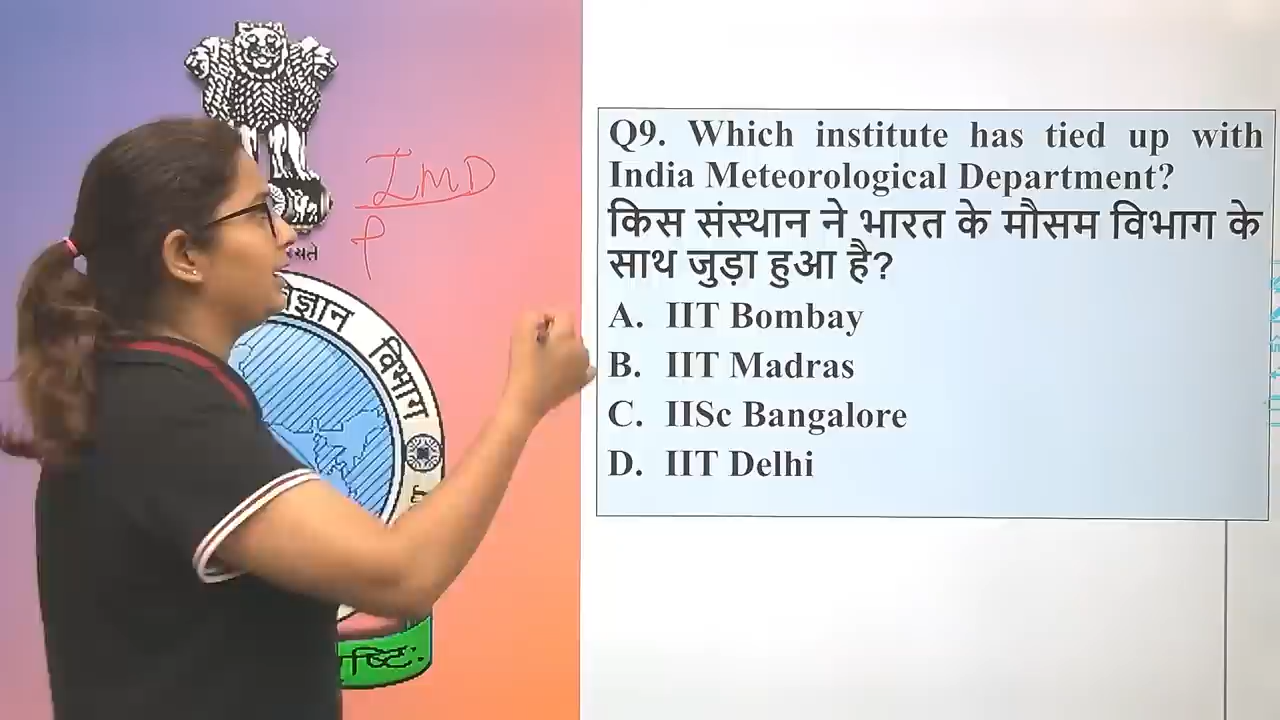 IMD
P
विभाग
Q9. Which institute has tied up with
India Meteorological Department?
किस संस्थान ने भारत के मौसम विभाग के
साथ जुड़ा हुआ है?
A. IIT Bombay
B. IIT Madras
C. IISc Bangalore
D. IIT Delhi